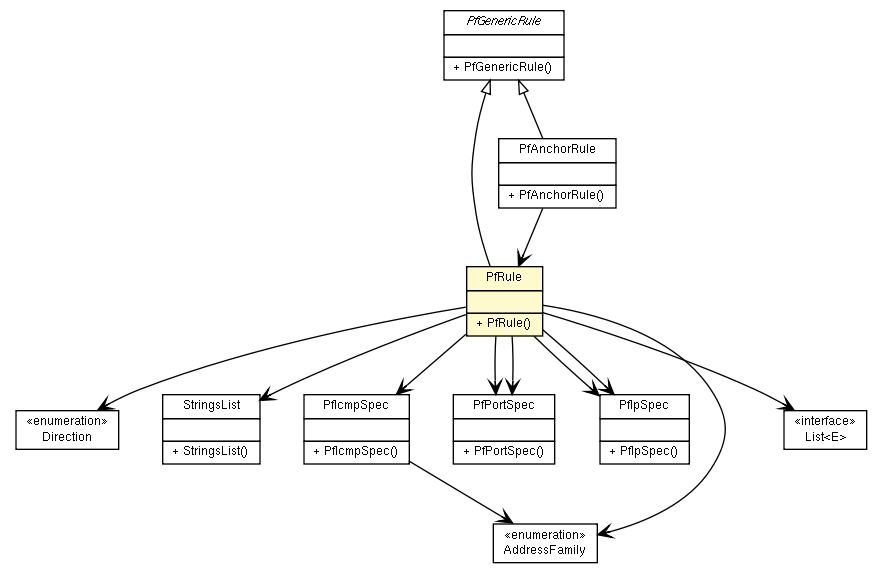 PfGenericRule
+ PfGenericRule()
PfAnchorRule
+ PfAnchorRule()
PfRule
+ PfRule()
«enumeration»
Direction
StringsList
+ StringsList()
PfIcmpSpec
+ PfIcmpSpec()
PfPortSpec
+ PfPortSpec()
PfIpSpec
+ PfIpSpec()
«interface»
List<E>
«enumeration»
AddressFamily